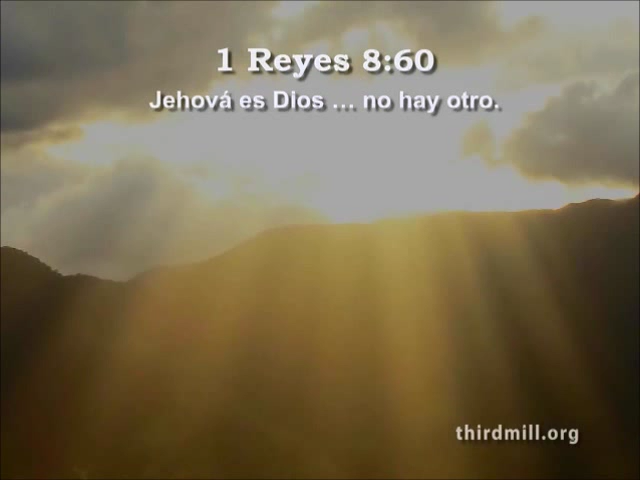 1 Reyes 8:60
Jehová es Dios … no hay otro.
thirdmill.org